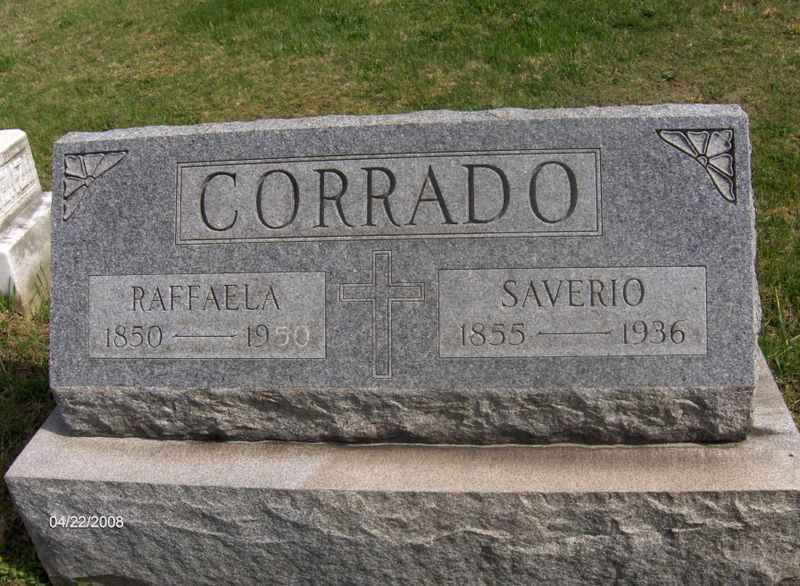 CORRADO
RAFFAELA
1850 — 1950
SAVERIO
1855 — 1936
04/22/2008